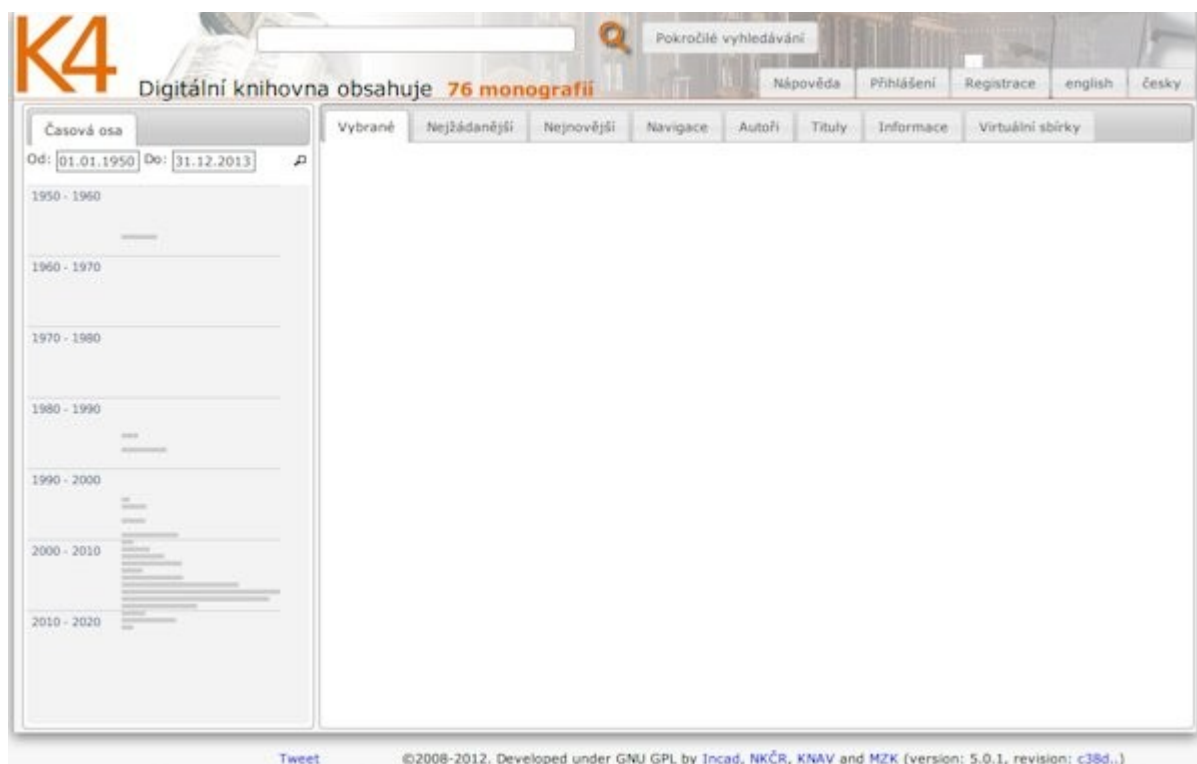 K4
Pokročilé vyhledávání
Digitální knihovna obsahuje 76 monografií
Nápověda Přihlášení Registrace english česky
Časová osa
Vybrané Nejžádanější Nejnovější Navigace Autoři Tituly Informace Virtuální sbírky
Od: 01.01.1950 Do: 31.12.2013
1950 - 1960
1960 - 1970
1970 - 1980
1980 - 1990
1990 - 2000
2000 - 2010
2010 - 2020
Tweet ©2008-2012. Developed under GNU GPL by Incad, NKČR, KNAV and MZK (version: 5.0.1, revision: c38d..)